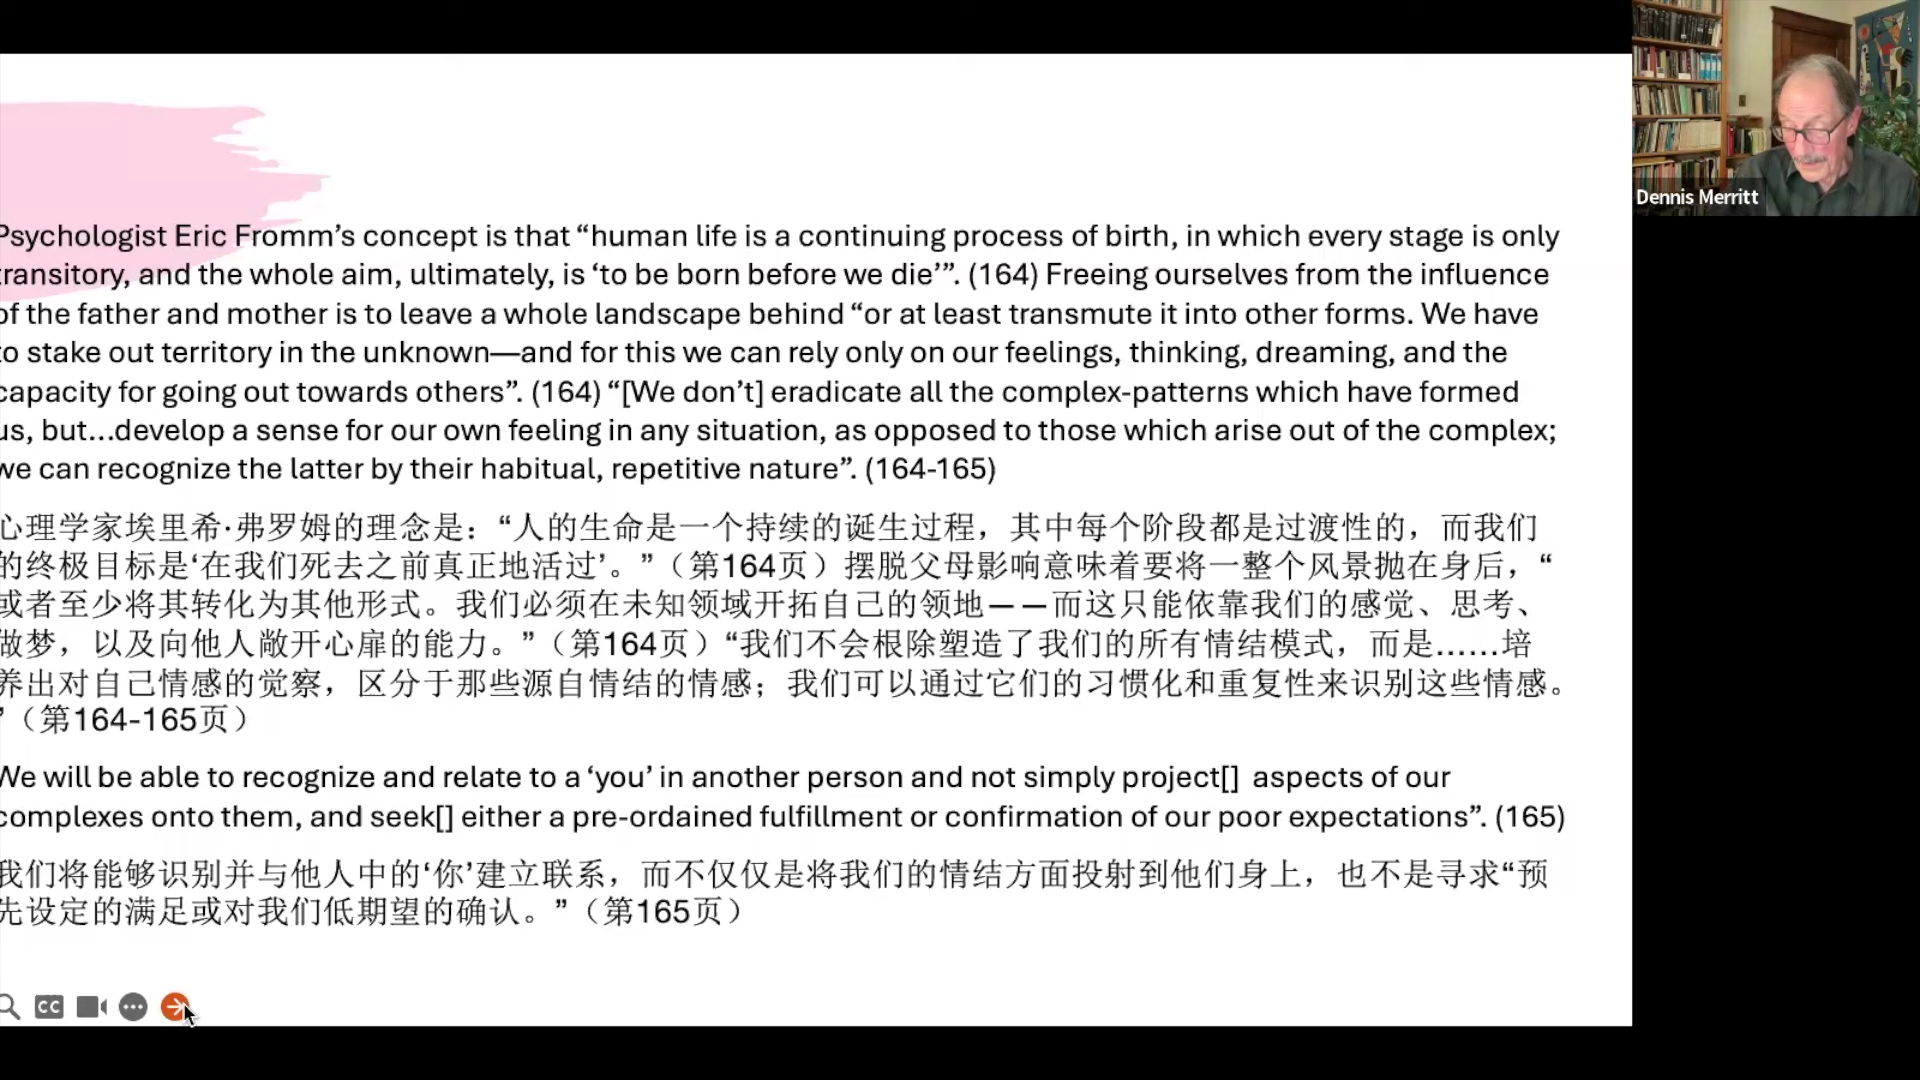 Psychologist Eric Fromm’s concept is that “human life is a continuing process of birth, in which every stage is only
transitory, and the whole aim, ultimately, is ‘to be born before we die’”. (164) Freeing ourselves from the influence
of the father and mother is to leave a whole landscape behind “or at least transmute it into other forms. We have
to stake out territory in the unknown—and for this we can rely only on our feelings, thinking, dreaming, and the
capacity for going out towards others”. (164) “[We don’t] eradicate all the complex-patterns which have formed
us, but…develop a sense for our own feeling in any situation, as opposed to those which arise out of the complex;
we can recognize the latter by their habitual, repetitive nature”. (164-165)
心理学家埃里希·弗罗姆的理念是：“人的生命是一个持续的诞生过程，其中每个阶段都是过渡性的，而我们
的终极目标是‘在我们死去之前真正地活过’。”（第164页）摆脱父母影响意味着要将一整个风景抛在身后，“
或者至少将其转化为其他形式。我们必须在未知领域开拓自己的领地——而这只能依靠我们的感觉、思考、
做梦，以及向他人敞开心扉的能力。”（第164页）“我们不会根除塑造了我们的所有情结模式，而是……培
养出对自己情感的觉察，区分于那些源自情结的情感；我们可以通过它们的习惯化和重复性来识别这些情感。
”（第164-165页）
We will be able to recognize and relate to a ‘you’ in another person and not simply project[] aspects of our
complexes onto them, and seek[] either a pre-ordained fulfillment or confirmation of our poor expectations”. (165)
我们将能够识别并与他人中的‘你’建立联系，而不仅仅是将我们的情结方面投射到他们身上，也不是寻求“预
先设定的满足或对我们低期望的确认。”（第165页）
CC
Dennis Merritt